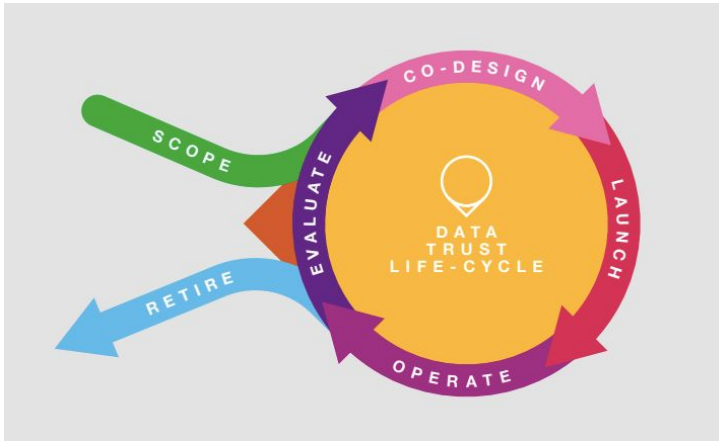 SCOPE
CO-DESIGN
LAUNCH
OPERATE
EVALUATE
RETIRE
DATA
TRUST
LIFE-CYCLE